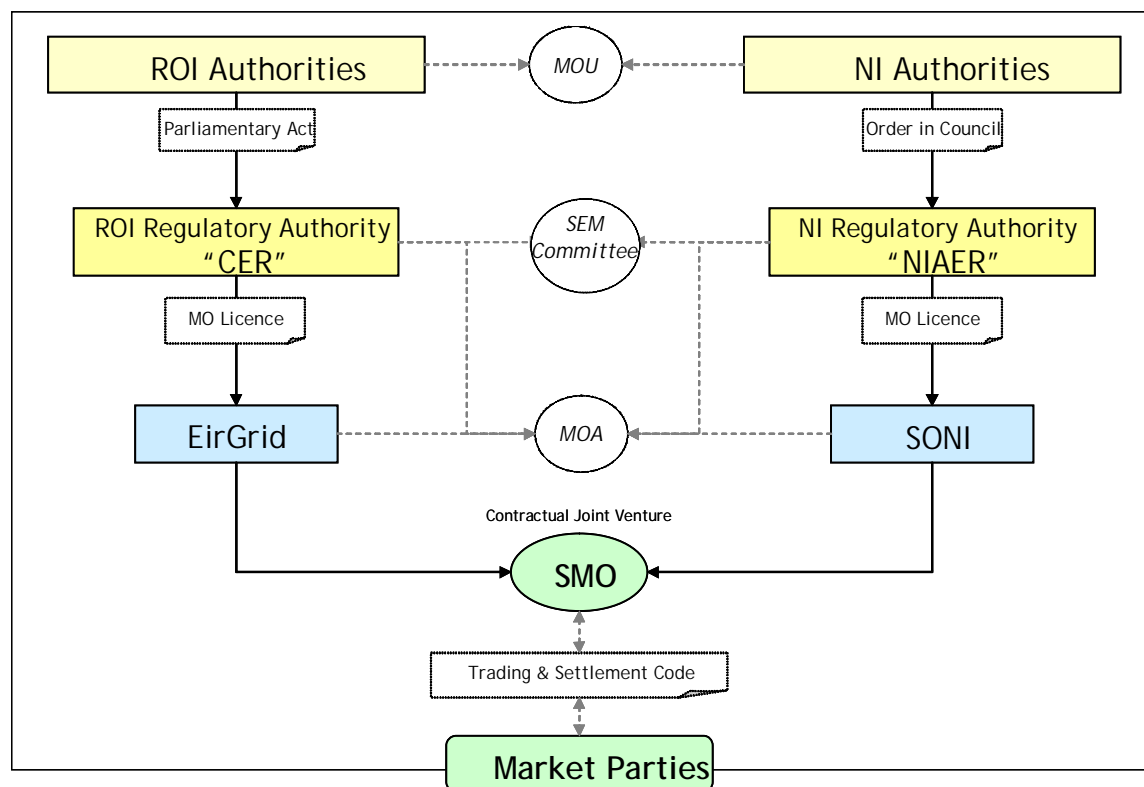 ROI Authorities
MOU
NI Authorities
Parliamentary Act
Order in Council
ROI Regulatory Authority
“CER”
SEM
Committee
NI Regulatory Authority
“NIAER”
MO Licence
MO Licence
EirGrid
MOA
SONI
Contractual Joint Venture
SMO
Trading & Settlement Code
Market Parties